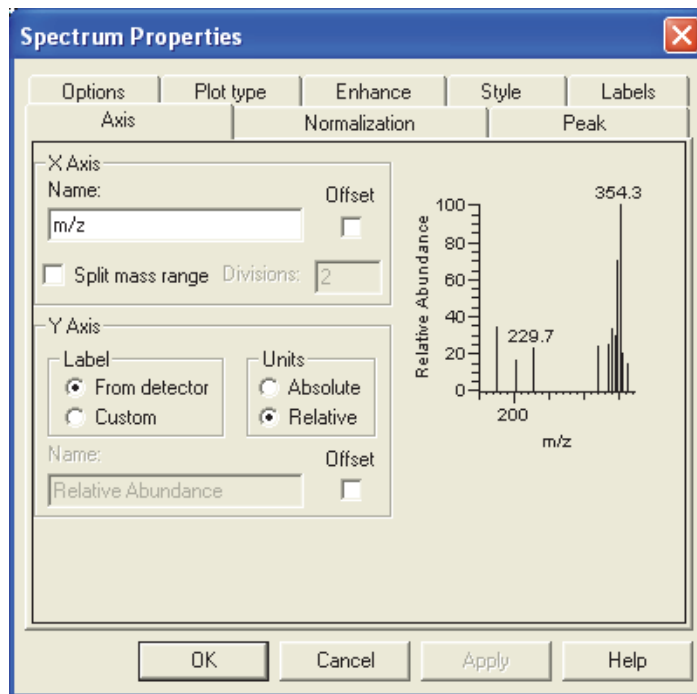 Spectrum Properties
Options Plot type Enhance Style Labels
Axis Normalization Peak
X Axis
Name: Offset
m/z
Split mass range Divisions: 2
Y Axis
Label Units
From detector Absolute
Custom Relative
Name: Offset
Relative Abundance
354.3
100
80
60
40
20
0
Relative Abundance
229.7
200
m/z
OK Cancel Apply Help